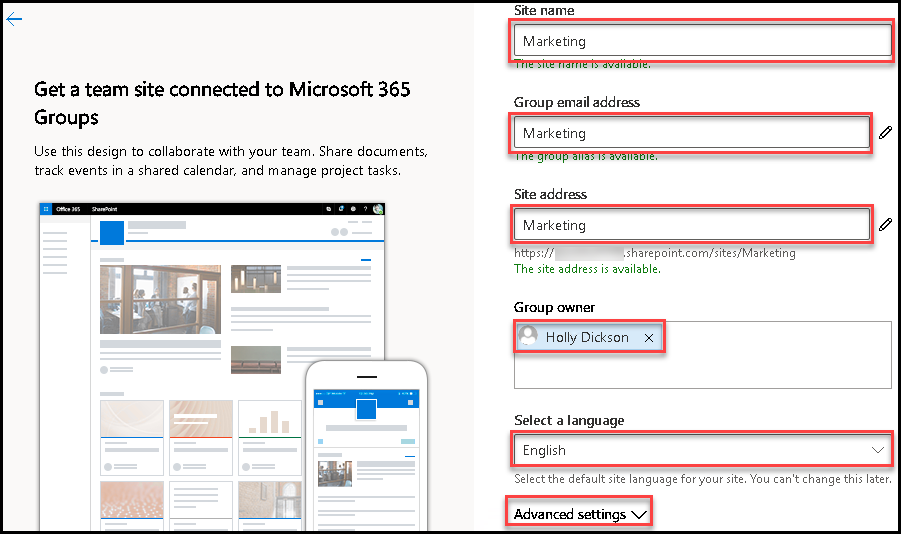 Get a team site connected to Microsoft 365
Groups
Use this design to collaborate with your team. Share documents,
track events in a shared calendar, and manage project tasks.
Office 365 SharePoint
Site name
Marketing
The site name is available.
Group email address
Marketing
The group alias is available.
Site address
Marketing
https:// .sharepoint.com/sites/Marketing
The site address is available.
Group owner
Holly Dickson
Select a language
English
Select the default site language for your site. You can't change this later.
Advanced settings